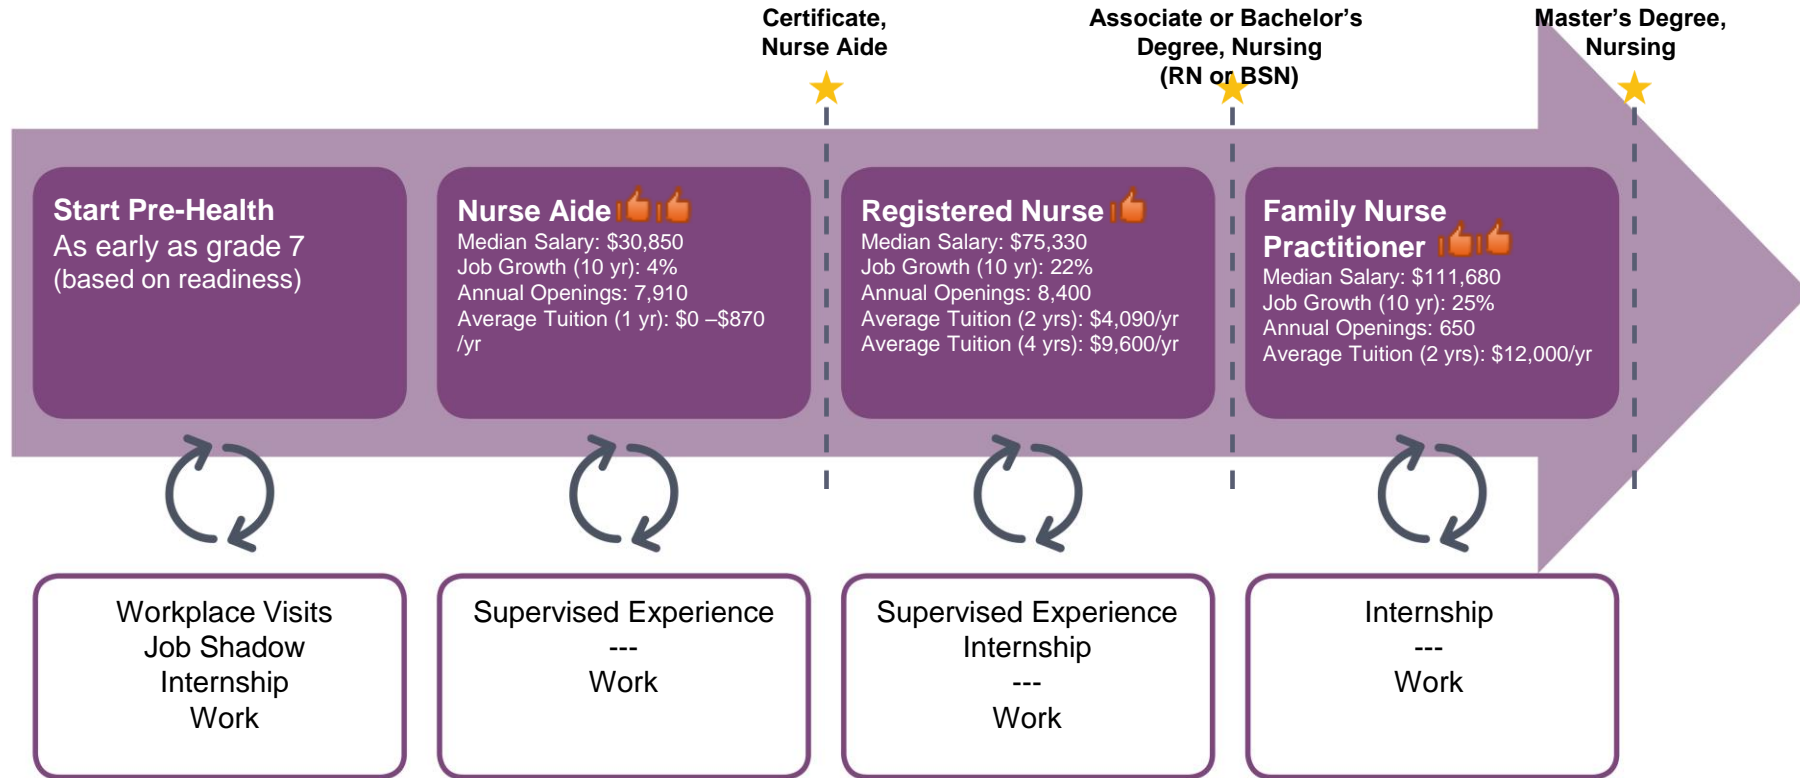 Certificate,
Nurse Aide
Associate or Bachelor's
Degree, Nursing
(RN or BSN)
Master's Degree,
Nursing
Start Pre-Health
As early as grade 7
(based on readiness)
Nurse Aide
Median Salary: $30,850
Job Growth (10 yr): 4%
Annual Openings: 7,910
Average Tuition (1 yr): $0 –$870
/yr
Registered Nurse
Median Salary: $75,330
Job Growth (10 yr): 22%
Annual Openings: 8,400
Average Tuition (2 yrs): $4,090/yr
Average Tuition (4 yrs): $9,600/yr
Family Nurse
Practitioner
Median Salary: $111,680
Job Growth (10 yr): 25%
Annual Openings: 650
Average Tuition (2 yrs): $12,000/yr
Workplace Visits
Job Shadow
Internship
Work
Supervised Experience
---
Work
Supervised Experience
Internship
---
Work
Internship
---
Work